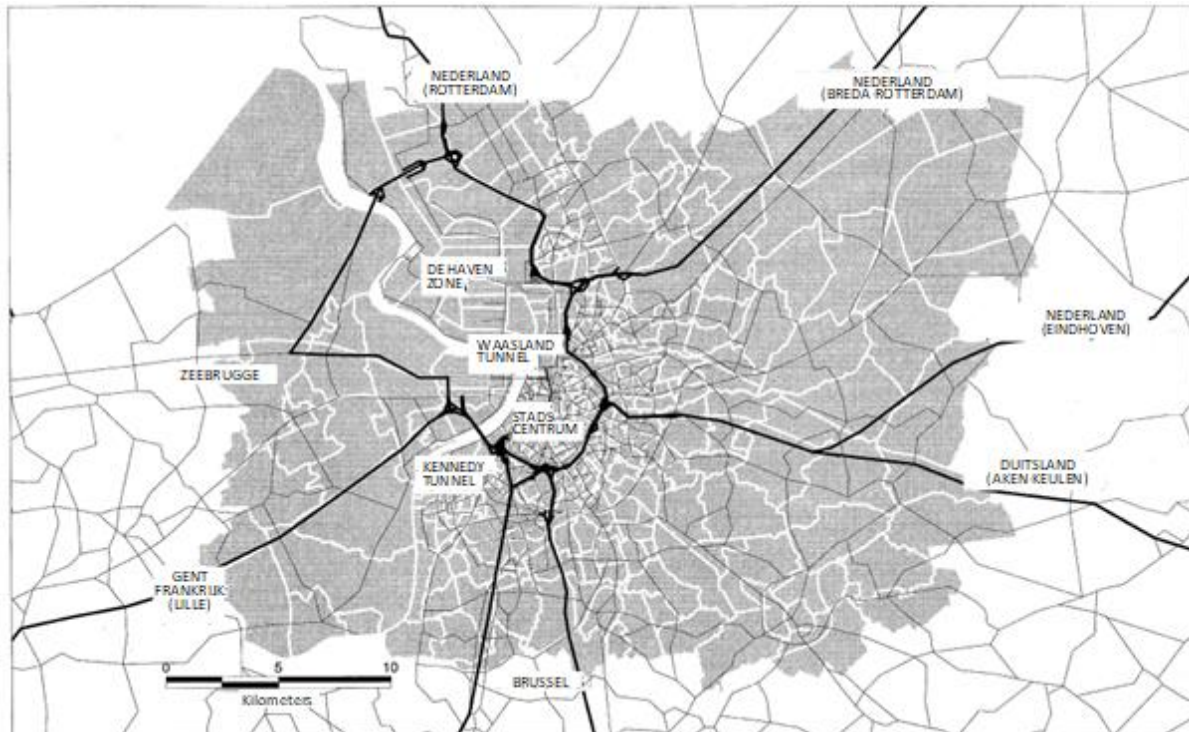 NEDERLAND
(ROTTERDAM)
NEDERLAND
(BREDA ROTTERDAM)
DE HAVEN
ZONE
NEDERLAND
(EINDHOVEN)
WAASLAND
TUNNEL
ZEEBRUGGE
STADS
CENTRUM
KENNEDY
TUNNEL
DUITSLAND
(AKEN KEULEN)
GENT
FRANKRIJK
(LILLE)
0 5 10
Kilometers
BRUSSEL